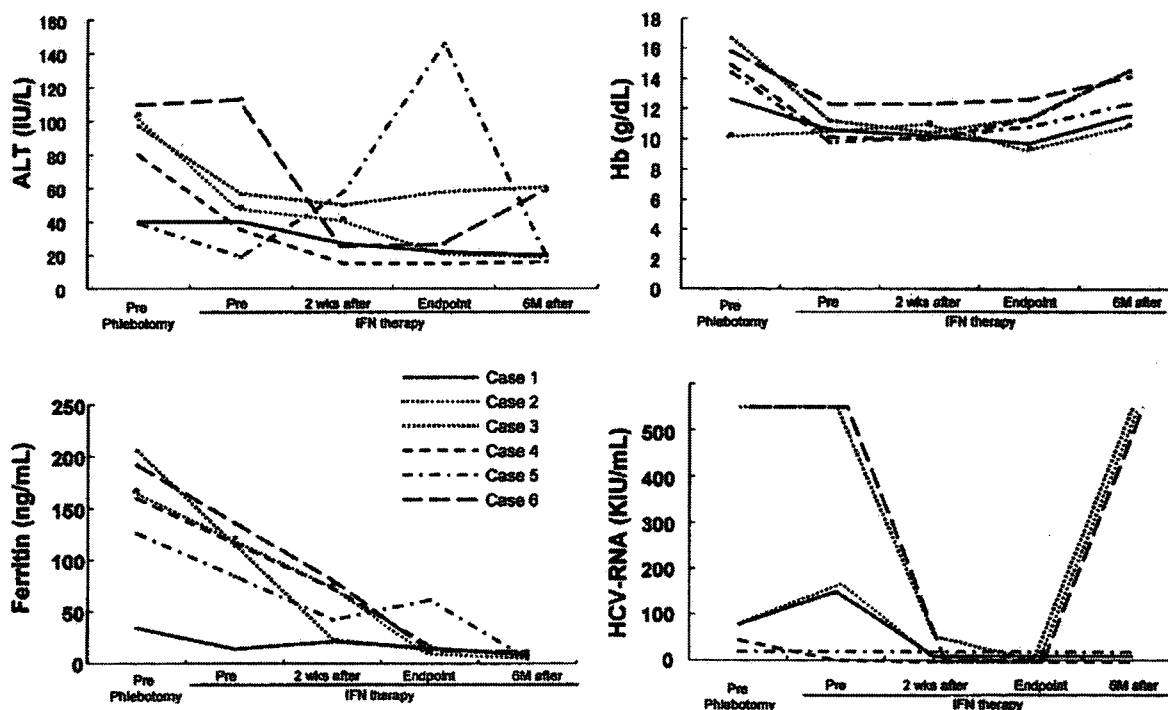 ALT (IU/L)
160
160
140
120
100
80
60
40
20
0
Pre
Phlebotomy
Pre
2 wks after
Endpoint
6M after
IFN therapy
Hb (g/dL)
18
16
14
12
10
8
6
4
2
0
Pre
Phlebotomy
Pre
2 wks after
Endpoint
6M after
IFN therapy
Ferritin (ng/mL)
250
200
150
100
50
0
Case 1
Case 2
Case 3
Case 4
Case 5
Case 6
Pre
Phlebotomy
Pre
2 wks after
Endpoint
6M after
IFN therapy
HCV-RNA (KIU/mL)
500
400
300
200
100
0
Pre
Phlebotomy
Pre
2 wks after
Endpoint
6M after
IFN therapy